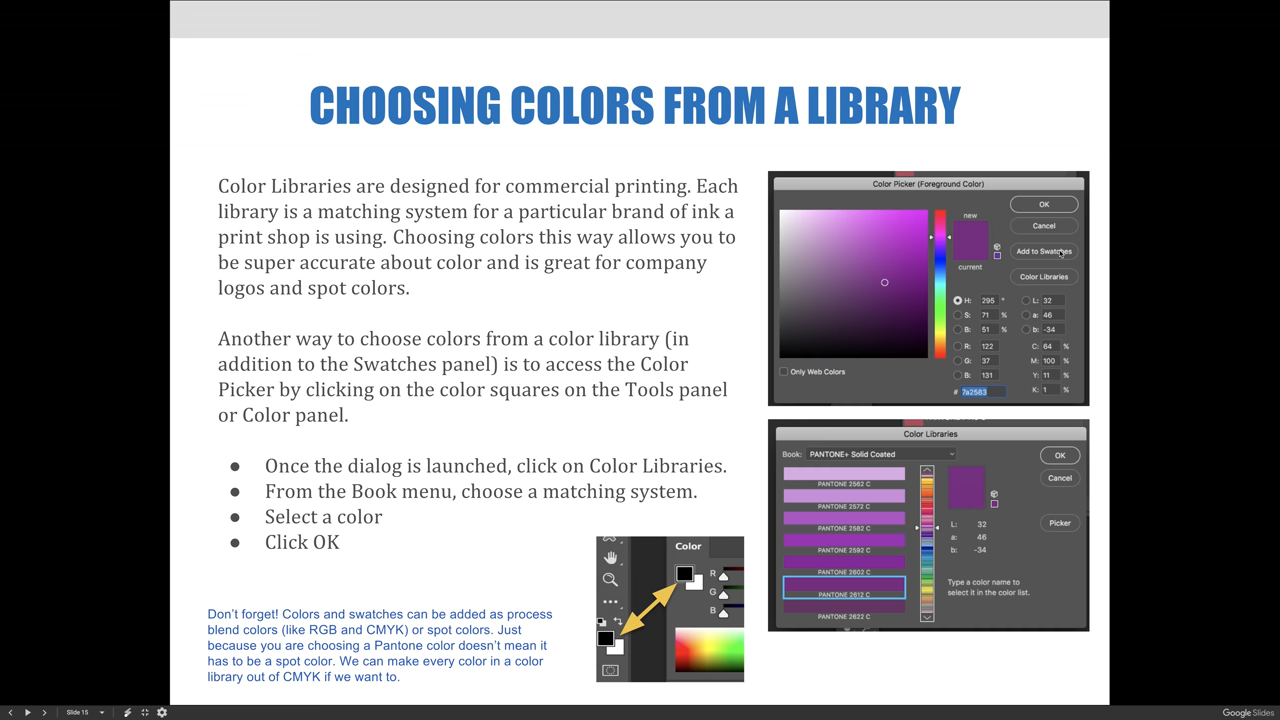 CHOOSING COLORS FROM A LIBRARY
Color Libraries are designed for commercial printing. Each
library is a matching system for a particular brand of ink a
print shop is using. Choosing colors this way allows you to
be super accurate about color and is great for company
logos and spot colors.
Another way to choose colors from a color library (in
addition to the Swatches panel) is to access the Color
Picker by clicking on the color squares on the Tools panel
or Color panel.
● Once the dialog is launched, click on Color Libraries.
● From the Book menu, choose a matching system.
● Select a color
● Click OK
Don't forget! Colors and swatches can be added as process
blend colors (like RGB and CMYK) or spot colors. Just
because you are choosing a Pantone color doesn't mean it
has to be a spot color. We can make every color in a color
library out of CMYK if we want to.
Color
R
G
B
Color Picker (Foreground Color)
new
current
OK
Cancel
Add to Swatches
Color Libraries
H: 295 ° L: 32
S: 71 % a: 46
B: 51 % b: -34
R: 122 C: 64 %
G: 37 M: 100 %
B: 131 Y: 11 %
# 7a2583 K: 1 %
Only Web Colors
Color Libraries
Book: PANTONE+ Solid Coated
OK
Cancel
Picker
PANTONE 2562 C
PANTONE 2572 C
PANTONE 2582 C
PANTONE 2592 C
PANTONE 2602 C
PANTONE 2612 C
PANTONE 2622 C
L: 32
a: 46
b: -34
Type a color name to
select it in the color list.
Slide 15
Google Slides